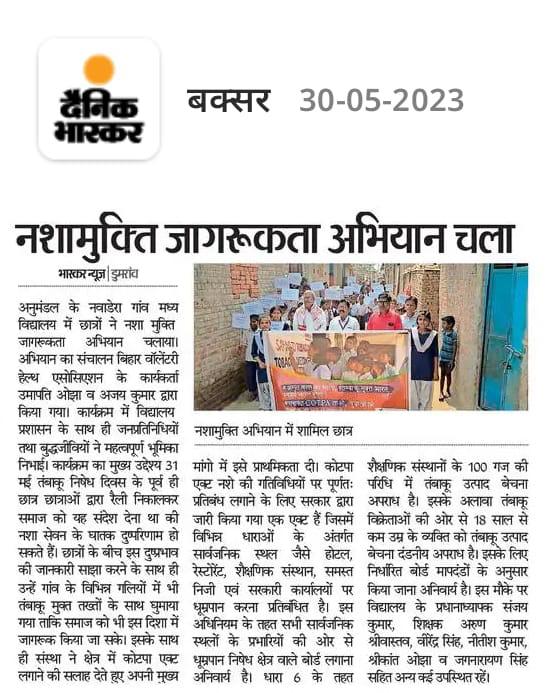 दैनिक
भास्कर
बक्सर 30-05-2023
नशामुक्ति जागरूकता अभियान चला
भास्कर न्यूज | डुमरांव
अनुमंडल के नवाडेरा गांव मध्य
विद्यालय में छात्रों ने नशा मुक्ति
जागरूकता अभियान चलाया।
अभियान का संचालन बिहार वॉलेंटरी
हेल्थ एसोसिएशन के कार्यकर्ता
उमापति ओझा व अजय कुमार द्वारा
किया गया। कार्यक्रम में विद्यालय
प्रशासन के साथ ही जनप्रतिनिधियों
तथा बुद्धजीवियों ने महत्वपूर्ण भूमिका
निभाई। कार्यक्रम का मुख्य उद्देश्य 31
मई तंबाकू निषेध दिवस के पूर्व ही
छात्र छात्राओं द्वारा रैली निकालकर
समाज को यह संदेश देना था की
नशा सेवन के घातक दुष्परिणाम हो
सकते हैं। छात्रों के बीच इस दुष्प्रभाव
की जानकारी साझा करने के साथ ही
उन्हें गांव के विभिन्न गलियों में भी
तंबाकू मुक्त तख्तों के साथ घुमाया
गया ताकि समाज को भी इस दिशा में
जागरूक किया जा सके। इसके साथ
ही संस्था ने क्षेत्र में कोटपा एक्ट
लगाने की सलाह देते हुए अपनी मुख्य
नशामुक्ति अभियान में शामिल छात्र
मांगो में इसे प्राथमिकता दी। कोटपा
एक्ट नशे की गतिविधियों पर पूर्णतः
प्रतिबंध लगाने के लिए सरकार द्वारा
जारी किया गया एक एक्ट हैं जिसमें
विभिन्न धाराओं के अंतर्गत
सार्वजनिक स्थल जैसे होटल,
रेस्टोरेंट, शैक्षणिक संस्थान, समस्त
निजी एवं सरकारी कार्यालयों पर
धूम्रपान करना प्रतिबंधित है। इस
अधिनियम के तहत सभी सार्वजनिक
स्थलों के प्रभारियों की ओर से
धूम्रपान निषेध क्षेत्र वाले बोर्ड लगाना
अनिवार्य है। धारा 6 के तहत
शैक्षणिक संस्थानों के 100 गज की
परिधि में तंबाकू उत्पाद बेचना
अपराध है। इसके अलावा तंबाकू
विक्रेताओं की ओर से 18 साल से
कम उम्र के व्यक्ति को तंबाकू उत्पाद
बेचना दंडनीय अपराध है। इसके लिए
निर्धारित बोर्ड मापदंडों के अनुसार
किया जाना अनिवार्य है। इस मौके पर
विद्यालय के प्रधानाध्यापक संजय
कुमार, शिक्षक अरुण कुमार
श्रीवास्तव, वीरेंद्र सिंह, नीतीश कुमार,
श्रीकांत ओझा व जगनारायण सिंह
सहित अन्य कई उपस्थित रहें।